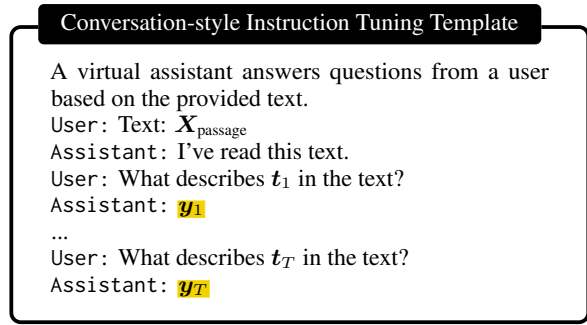 Conversation-style Instruction Tuning Template
A virtual assistant answers questions from a user
based on the provided text.
User: Text: X_passage
Assistant: I've read this text.
User: What describes t_1 in the text?
Assistant: y_1
...
User: What describes t_T in the text?
Assistant: y_T